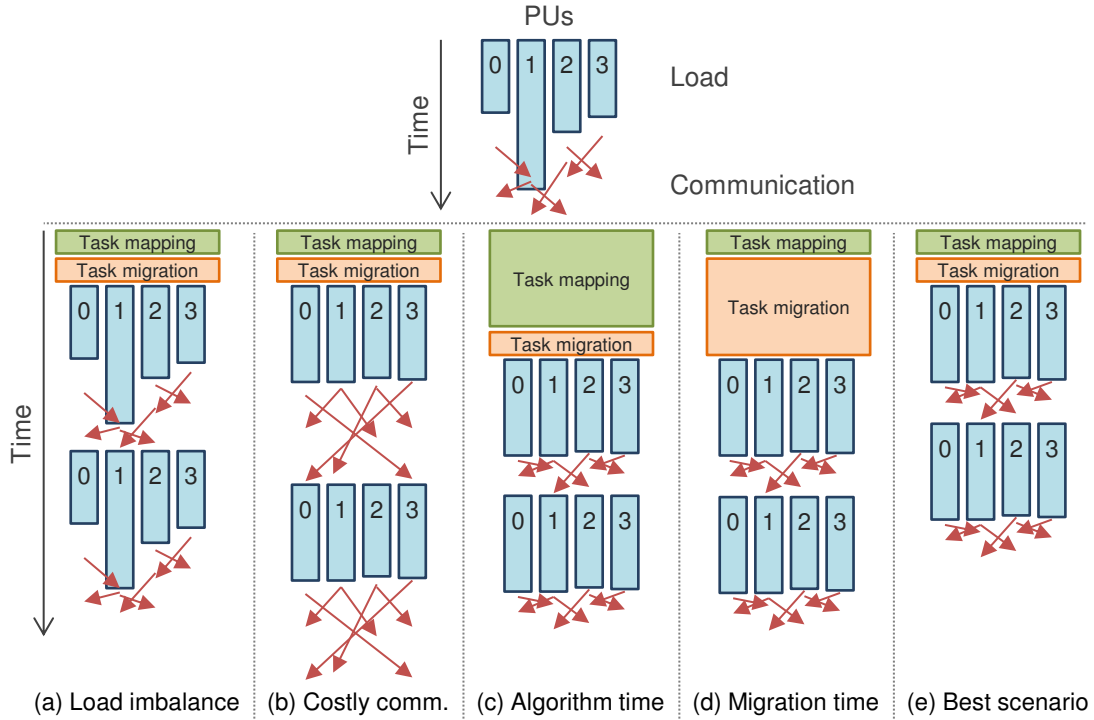 PUs
0 1 2 3
Load
Time
Communication
Task mapping
Task migration
0 1 2 3
0 1 2 3
Time
(a) Load imbalance
Task mapping
Task migration
0 1 2 3
0 1 2 3
(b) Costly comm.
Task mapping
Task migration
0 1 2 3
0 1 2 3
(c) Algorithm time
Task mapping
Task migration
0 1 2 3
0 1 2 3
(d) Migration time
Task mapping
Task migration
0 1 2 3
0 1 2 3
(e) Best scenario